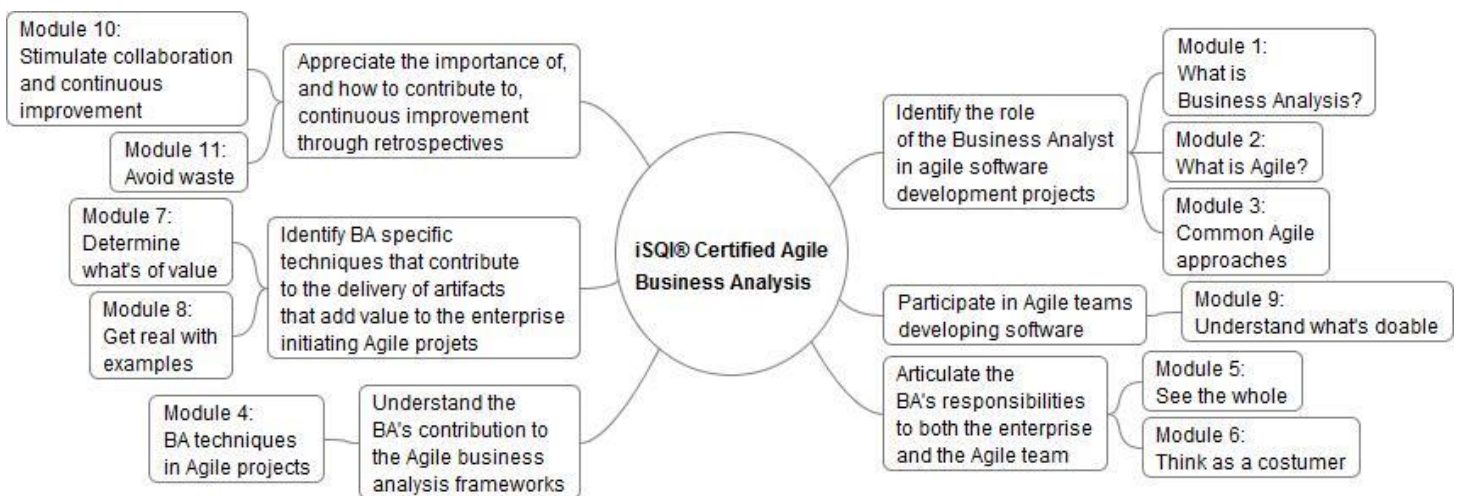 Module 10:
Stimulate collaboration
and continuous
improvement
Module 11:
Avoid waste
Appreciate the importance of,
and how to contribute to,
continuous improvement
through retrospectives
Module 7:
Determine
what's of value
Module 8:
Get real with
examples
Identify BA specific
techniques that contribute
to the delivery of artifacts
that add value to the enterprise
initiating Agile projets
Module 4:
BA techniques
in Agile projects
Understand the
BA's contribution to
the Agile business
analysis frameworks
iSQI® Certified Agile
Business Analysis
Identify the role
of the Business Analyst
in agile software
development projects
Module 1:
What is
Business Analysis?
Module 2:
What is Agile?
Module 3:
Common Agile
approaches
Participate in Agile teams
developing software
Module 9:
Understand what's doable
Articulate the
BA's responsibilities
to both the enterprise
and the Agile team
Module 5:
See the whole
Module 6:
Think as a costumer